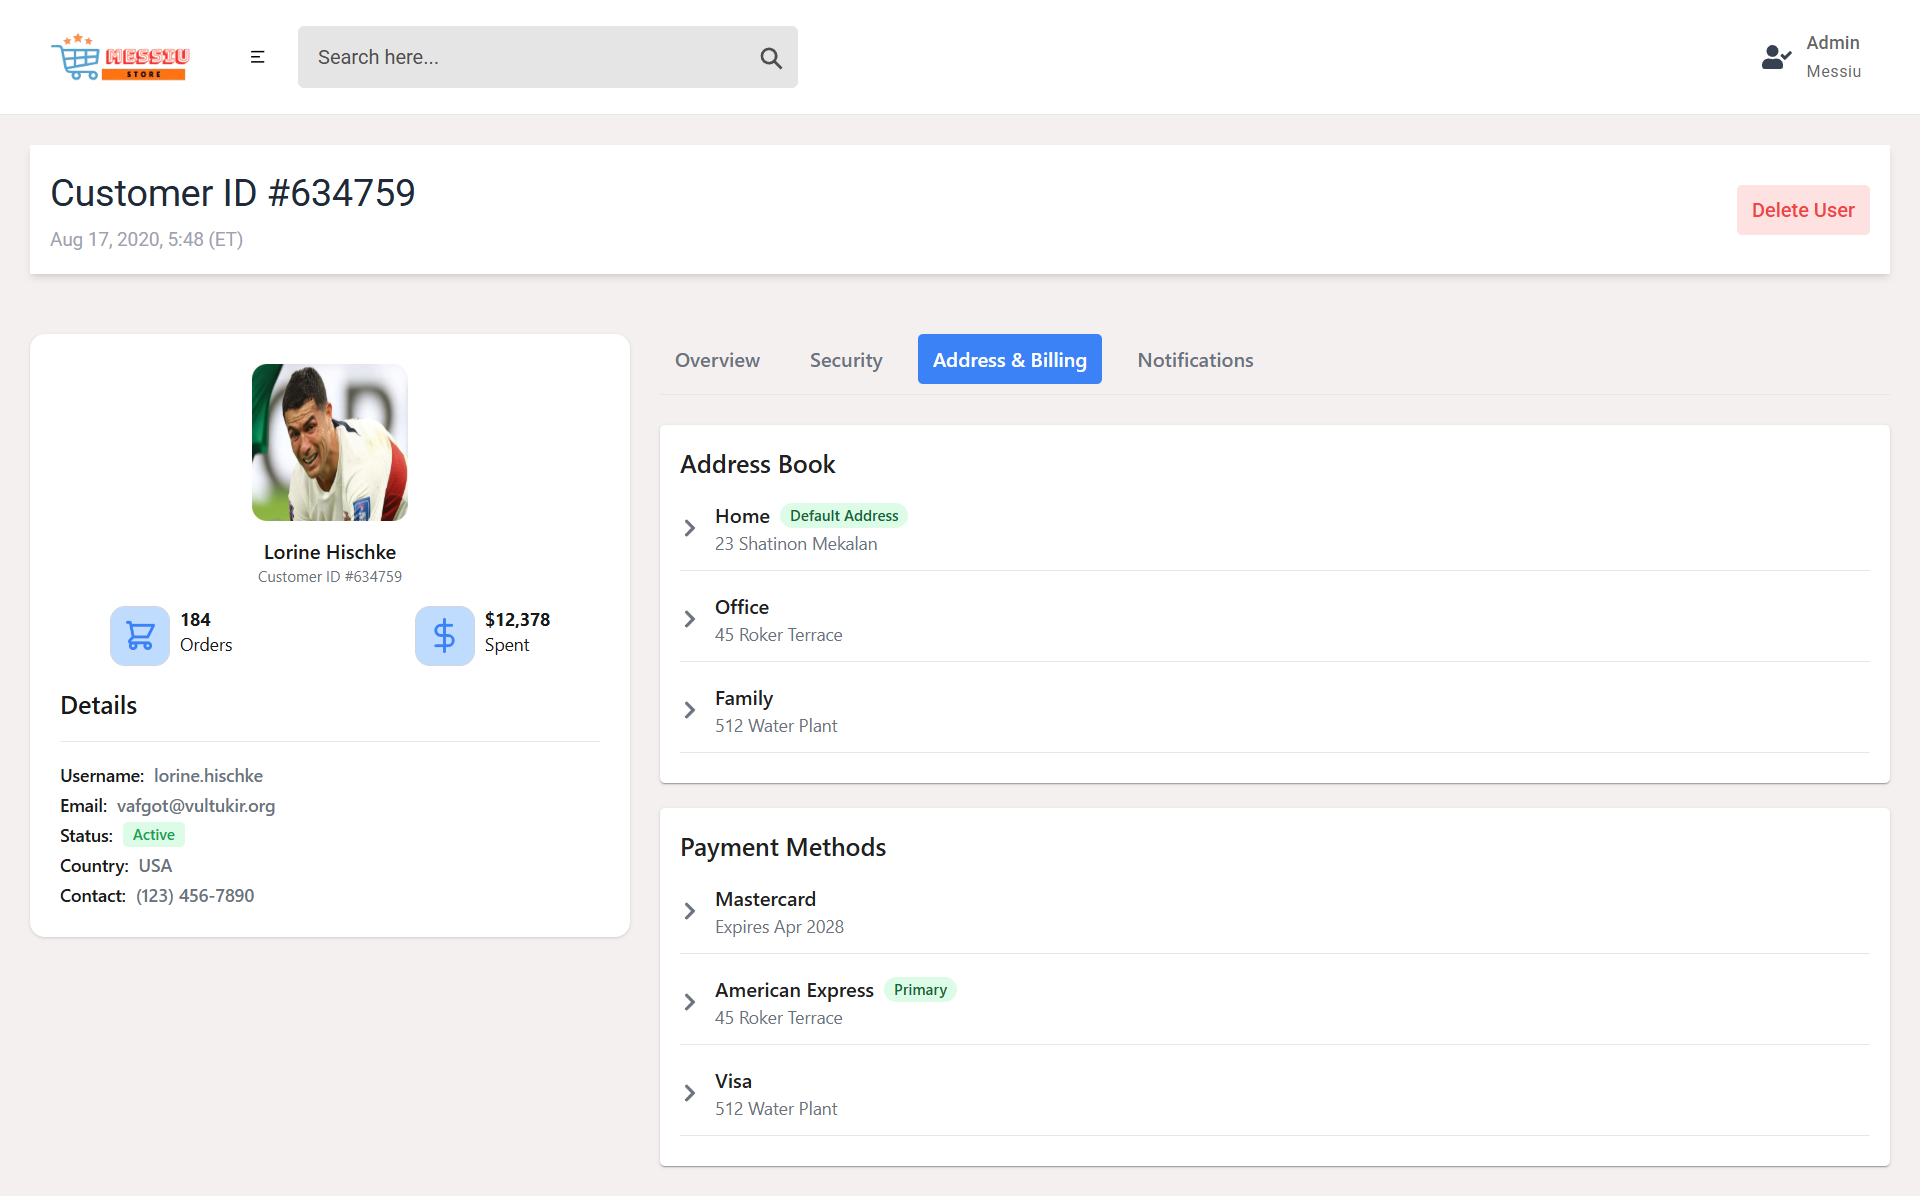 MESSIU
STORE
Search here...
Admin
Messiu
Customer ID #634759
Aug 17, 2020, 5:48 (ET)
Delete User
Lorine Hischke
Customer ID #634759
184
Orders
$12,378
Spent
Details
Username: lorine.hischke
Email: vafgot@vultukir.org
Status: Active
Country: USA
Contact: (123) 456-7890
Overview Security Address & Billing Notifications
Address Book
Home Default Address
23 Shatinon Mekalan
Office
45 Roker Terrace
Family
512 Water Plant
Payment Methods
Mastercard
Expires Apr 2028
American Express Primary
45 Roker Terrace
Visa
512 Water Plant